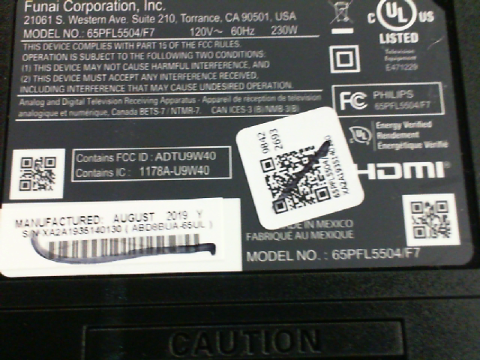 Funai Corporation, Inc.
21061 S. Western Ave. Suite 210, Torrance, CA 90501, USA
MODEL NO.: 65PFL5504/F7 120V~ 60Hz 230W
THIS DEVICE COMPLIES WITH PART 15 OF THE FCC RULES.
OPERATION IS SUBJECT TO THE FOLLOWING TWO CONDITIONS:
(1) THIS DEVICE MAY NOT CAUSE HARMFUL INTERFERENCE, AND
(2) THIS DEVICE MUST ACCEPT ANY INTERFERENCE RECEIVED,
INCLUDING INTERFERENCE THAT MAY CAUSE UNDESIRED OPERATION.
Analog and Digital Television Receiving Apparatus - Appareil de réception de télévision
analogique et numérique, Canada BETS-7 / NTMR-7. CAN ICES-3 (B)/NMB-3(B)
c UL US
LISTED
Television
Equipment
E471229
FC PHILIPS
65PFL5504/F7
Energy Verified
Rendement
Énergétique Vérifié
HDMI
Contains FCC ID : ADTU9W40
Contains IC : 1178A-U9W40
MANUFACTURED: AUGUST 2019 Y
S/N XA2A1935140130
MADE IN MEXICO
FABRIQUÉ AU MEXIQUE
MODEL NO.: 65PFL5504/F7
CAUTION